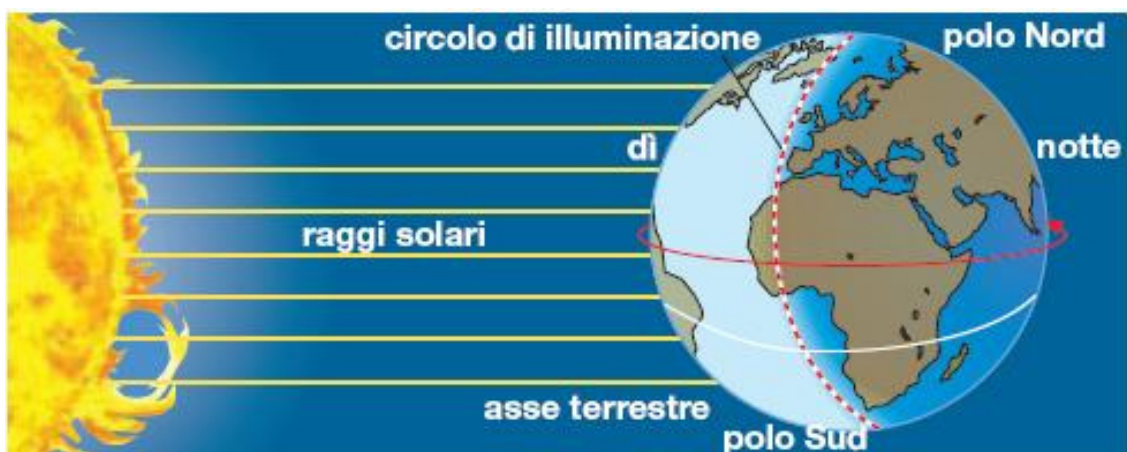 circolo di illuminazione
polo Nord
dì
notte
raggi solari
asse terrestre
polo Sud